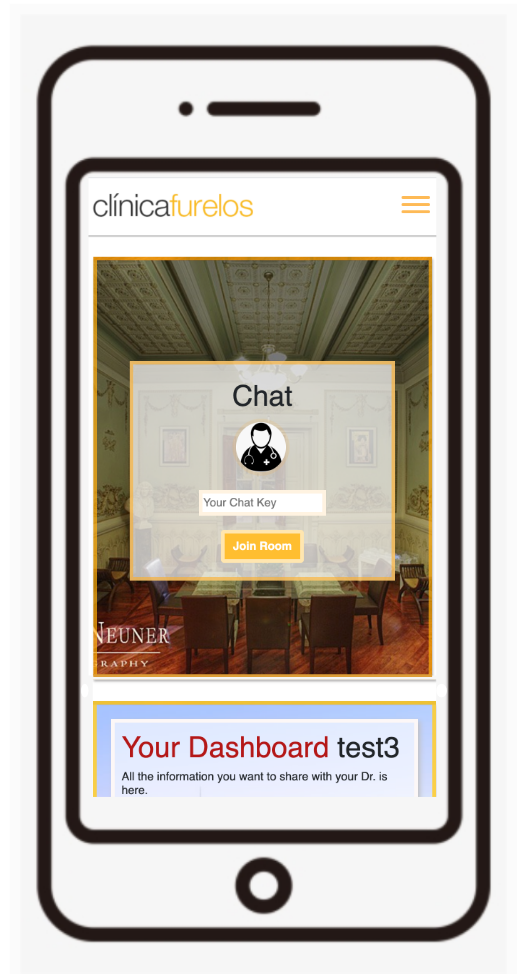 clínicafurelos
Chat
Your Chat Key
Join Room
NEUNER
RAPHY
Your Dashboard test3
All the information you want to share with your Dr. is
here.